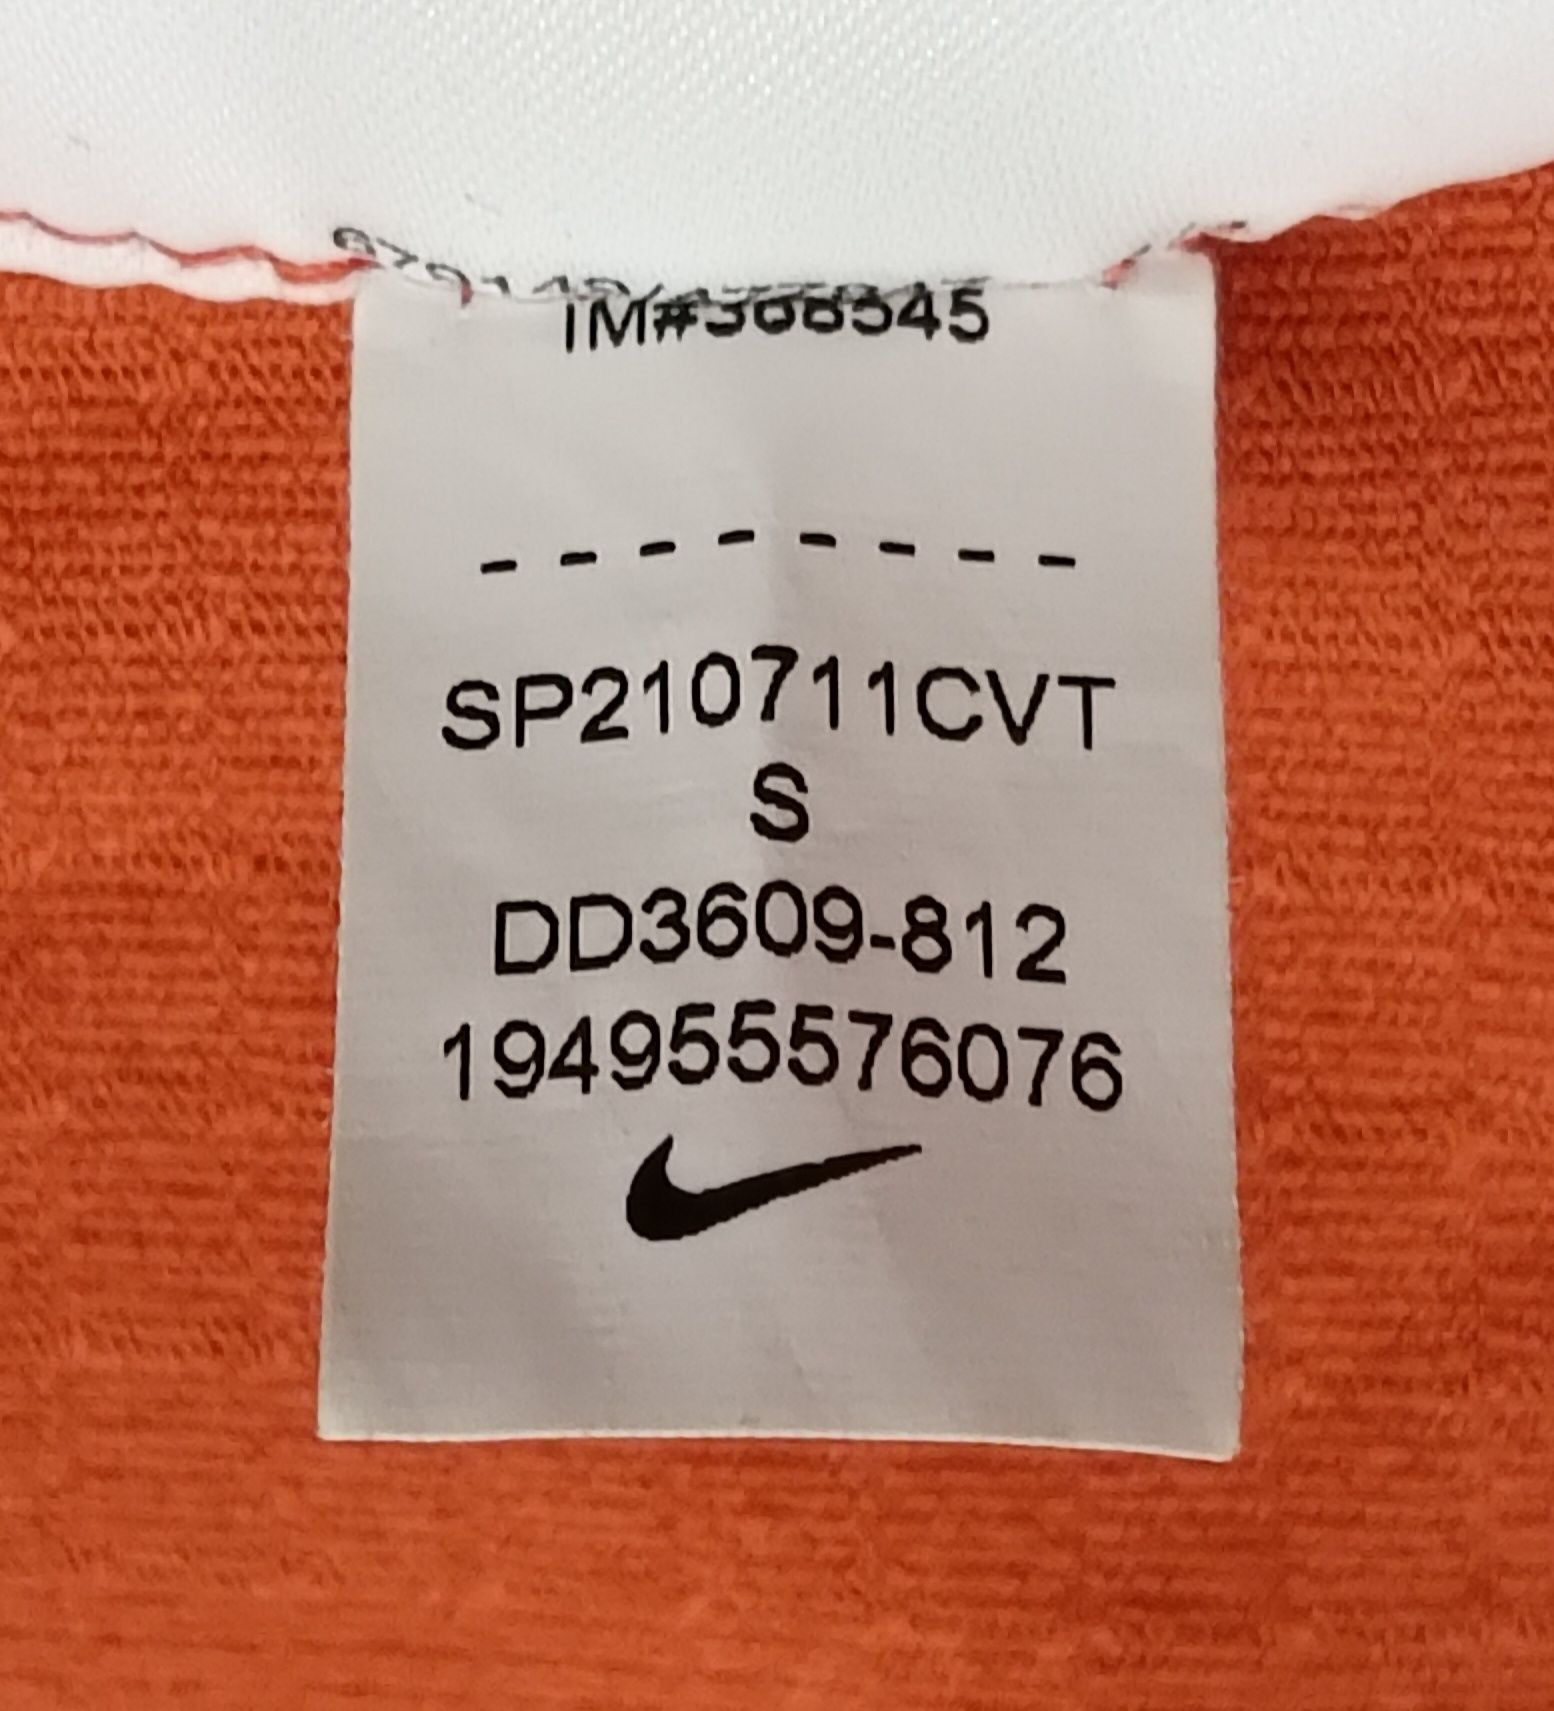 - - - - - - - -
SP210711CVT
S
DD3609-812
194955576076